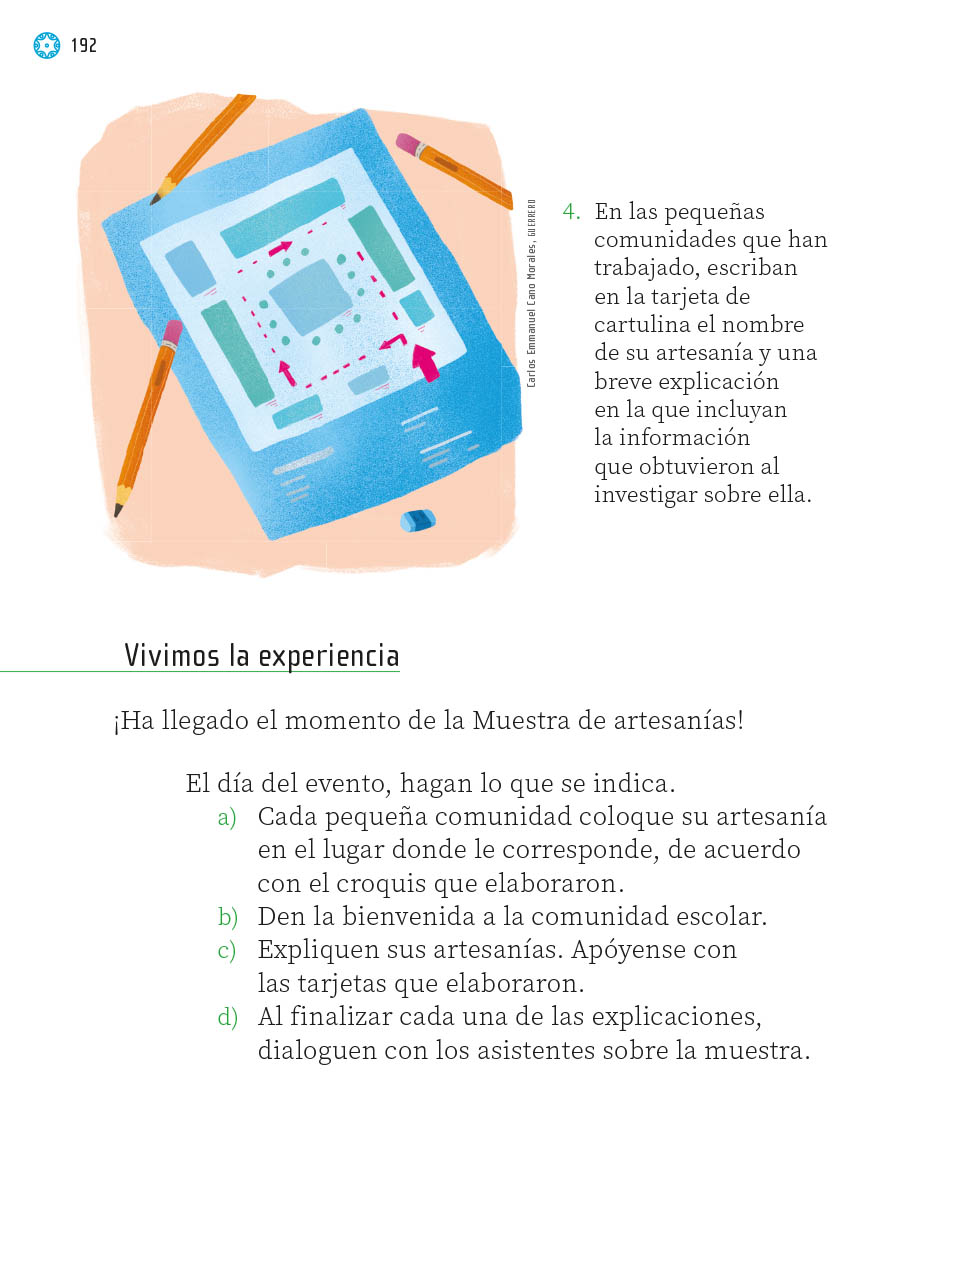 192
Carlos Emmanuel Cano Morales, GUERRERO
4. En las pequeñas
comunidades que han
trabajado, escriban
en la tarjeta de
cartulina el nombre
de su artesanía y una
breve explicación
en la que incluyan
la información
que obtuvieron al
investigar sobre ella.
Vivimos la experiencia
¡Ha llegado el momento de la Muestra de artesanías!
El día del evento, hagan lo que se indica.
a) Cada pequeña comunidad coloque su artesanía
en el lugar donde le corresponde, de acuerdo
con el croquis que elaboraron.
b) Den la bienvenida a la comunidad escolar.
c) Expliquen sus artesanías. Apóyense con
las tarjetas que elaboraron.
d) Al finalizar cada una de las explicaciones,
dialoguen con los asistentes sobre la muestra.